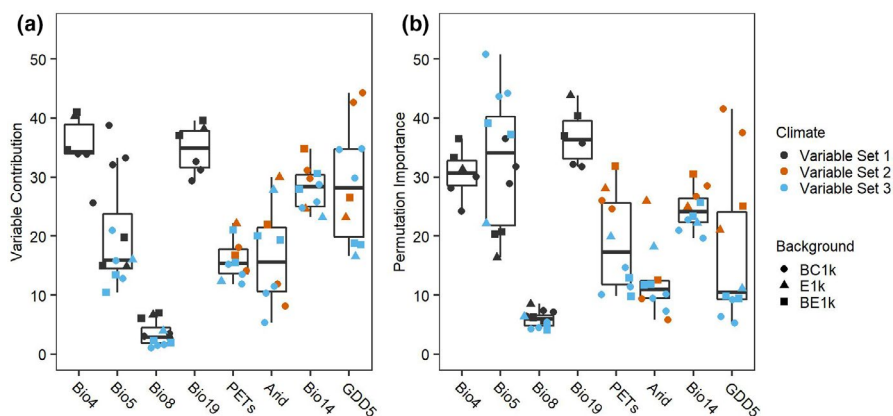 (a)
Variable Contribution
50
40
30
20
10
0
Bio4
Bio5
Bio8
Bio19
PETs
Arid
Bio14
GDD5
(b)
Permutation Importance
50
40
30
20
10
0
Bio4
Bio5
Bio8
Bio19
PETs
Arid
Bio14
GDD5
Climate
Variable Set 1
Variable Set 2
Variable Set 3
Background
BC1k
E1k
BE1k